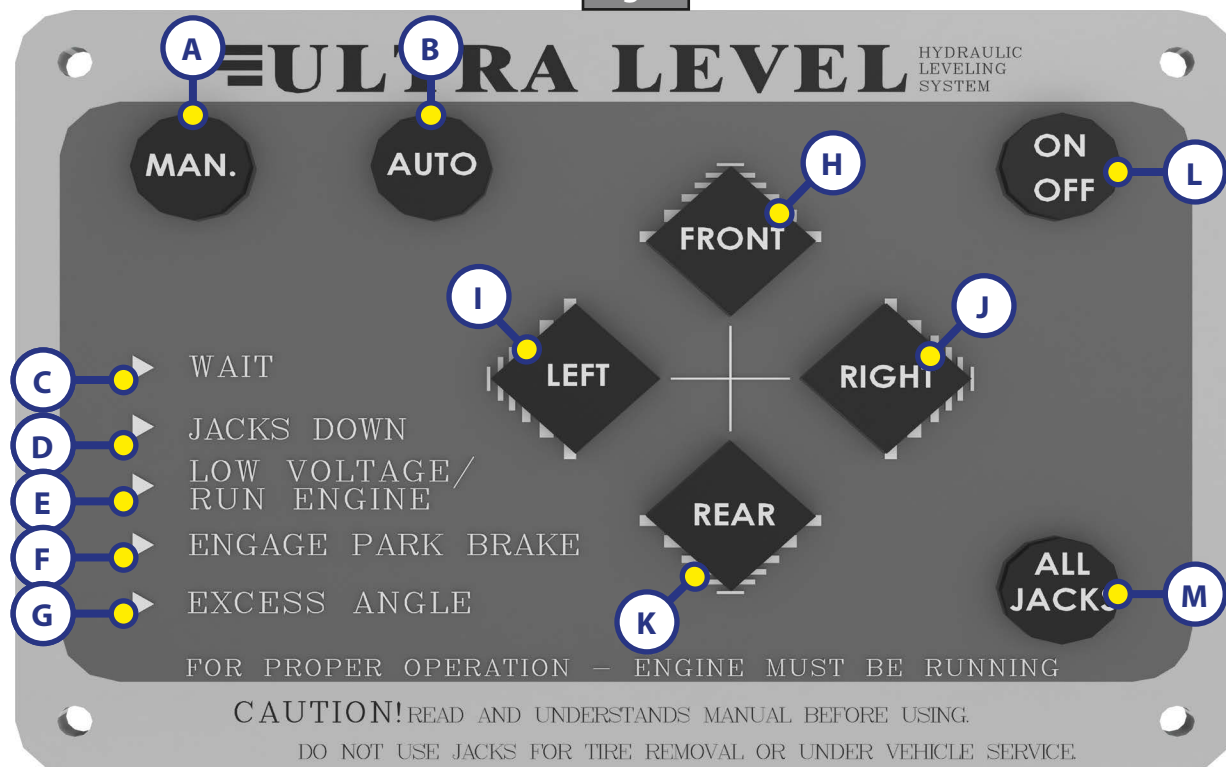 ULTRA LEVEL
HYDRAULIC
LEVELING
SYSTEM
A
B
MAN.
AUTO
ON
OFF
L
H
FRONT
I
J
LEFT
RIGHT
C
WAIT
D
JACKS DOWN
E
LOW VOLTAGE/
RUN ENGINE
F
ENGAGE PARK BRAKE
G
EXCESS ANGLE
REAR
K
ALL
JACKS
M
FOR PROPER OPERATION – ENGINE MUST BE RUNNING
CAUTION! READ AND UNDERSTANDS MANUAL BEFORE USING.
DO NOT USE JACKS FOR TIRE REMOVAL OR UNDER VEHICLE SERVICE.